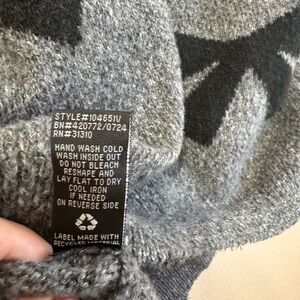 STYLE#104651U
BN#420772/0724
RN#31310
HAND WASH COLD
WASH INSIDE OUT
DO NOT BLEACH
RESHAPE AND
LAY FLAT TO DRY
COOL IRON
IF NEEDED
ON REVERSE SIDE
LABEL MADE WITH
RECYCLED MATERIAL